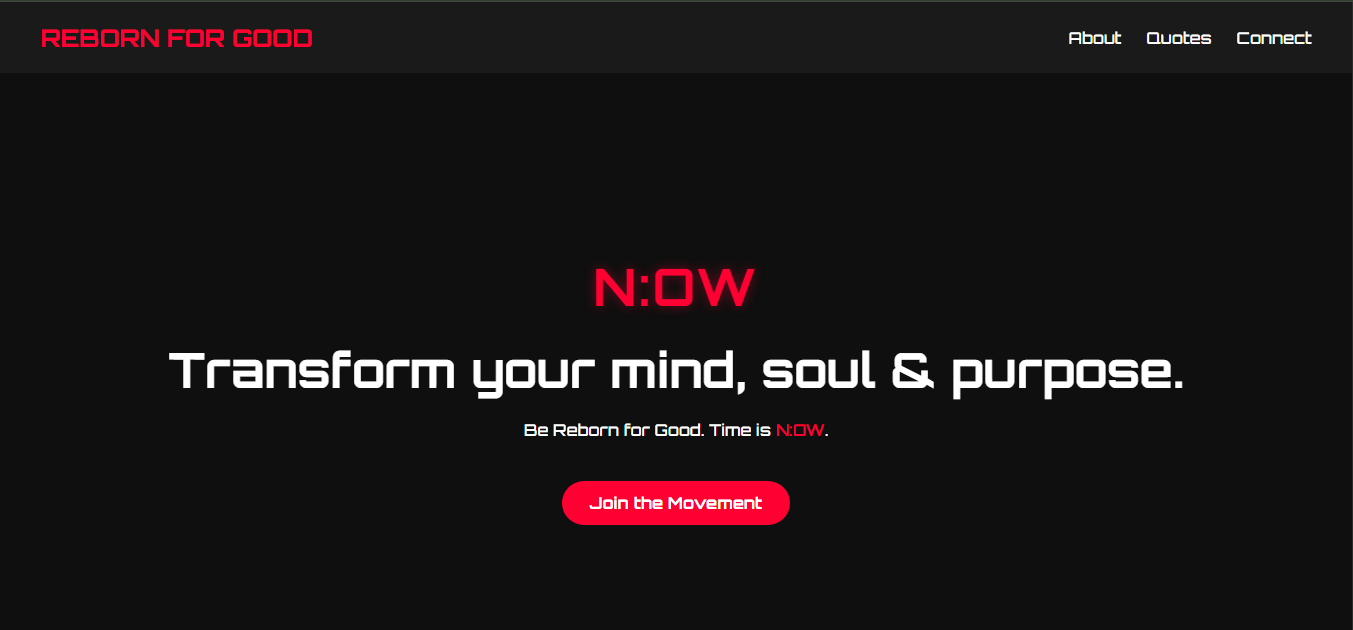 REBORN FOR GOOD
About Quotes Connect
N:OW
Transform your mind, soul & purpose.
Be Reborn for Good. Time is N:OW.
Join the Movement